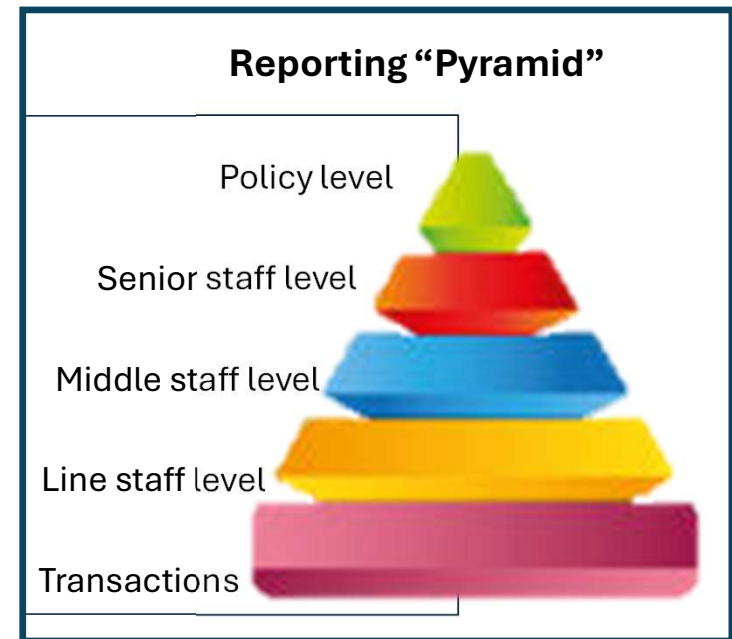 Reporting “Pyramid”
Policy level
Senior staff level
Middle staff level
Line staff level
Transactions